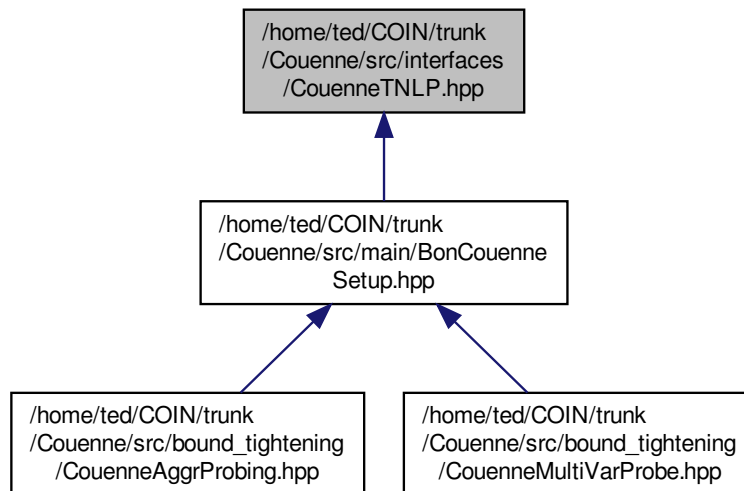 /home/ted/COIN/trunk
/Couenne/src/interfaces
/CouenneTNLP.hpp
/home/ted/COIN/trunk
/Couenne/src/main/BonCouenne
Setup.hpp
/home/ted/COIN/trunk
/Couenne/src/bound_tightening
/CouenneAggrProbing.hpp
/home/ted/COIN/trunk
/Couenne/src/bound_tightening
/CouenneMultiVarProbe.hpp